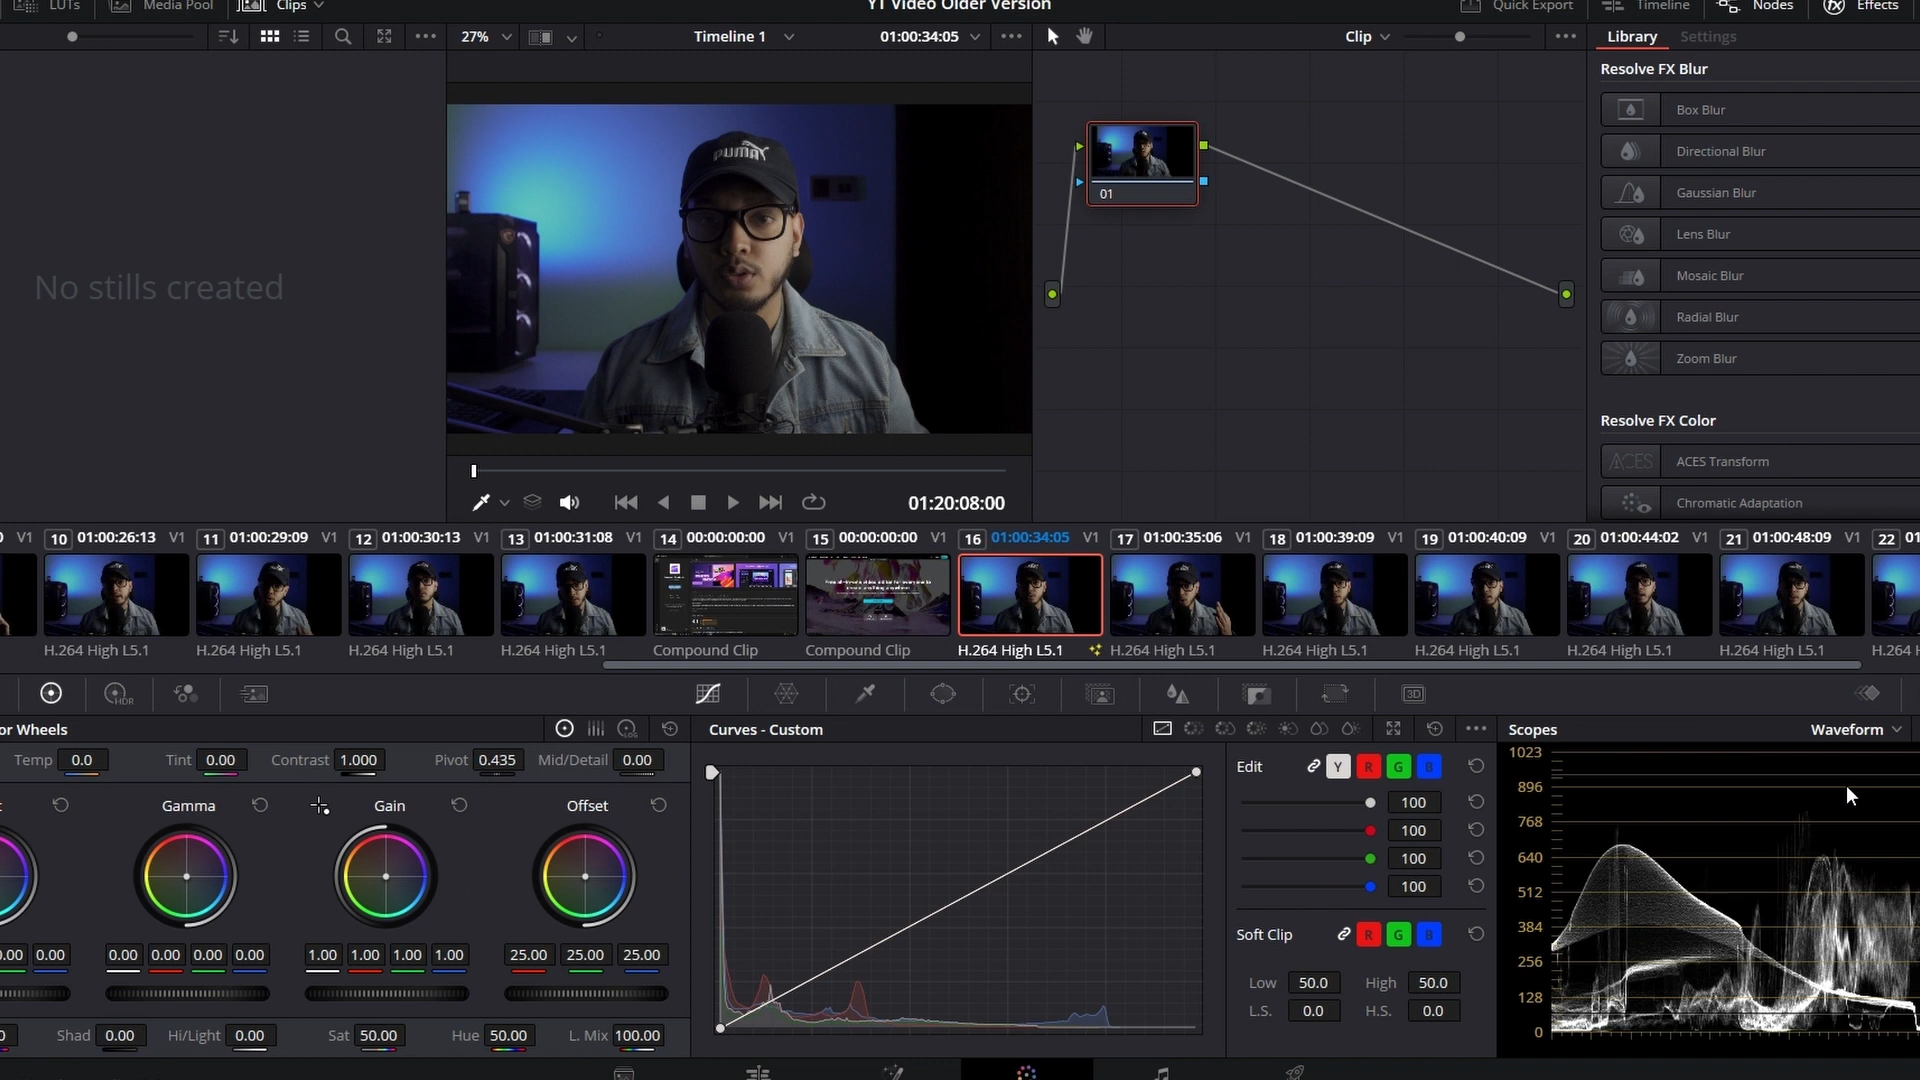 LUTs Media Pool Clips YT Video Older Version Quick Export Timeline Nodes Effects
27% Timeline 1 01:00:34:05 Clip Library Settings
Resolve FX Blur
Box Blur
Directional Blur
Gaussian Blur
Lens Blur
Mosaic Blur
Radial Blur
Zoom Blur
Resolve FX Color
ACES ACES Transform
Chromatic Adaptation
No stills created
PUMA
01
01:20:08:00
V1 10 01:00:26:13 V1 11 01:00:29:09 V1 12 01:00:30:13 V1 13 01:00:31:08 V1 14 00:00:00:00 V1 15 00:00:00:00 V1 16 01:00:34:05 V1 17 01:00:35:06 V1 18 01:00:39:09 V1 19 01:00:40:09 V1 20 01:00:44:02 V1 21 01:00:48:09 V1 22
H.264 High L5.1 H.264 High L5.1 H.264 High L5.1 H.264 High L5.1 Compound Clip Compound Clip H.264 High L5.1 H.264 High L5.1 H.264 High L5.1 H.264 High L5.1 H.264 High L5.1 H.264 High L5.1 H.264
HDR LOG 3D
or Wheels Curves - Custom Scopes Waveform
Temp 0.0 Tint 0.00 Contrast 1.000 Pivot 0.435 Mid/Detail 0.00
Gamma Gain Offset
0.00 0.00 0.00 0.00 0.00 0.00 1.00 1.00 1.00 1.00 25.00 25.00 25.00
Shad 0.00 Hi/Light 0.00 Sat 50.00 Hue 50.00 L. Mix 100.00
Edit Y R G B
100
100
100
100
Soft Clip R G B
Low 50.0 High 50.0
L.S. 0.0 H.S. 0.0
1023
896
768
640
512
384
256
128
0